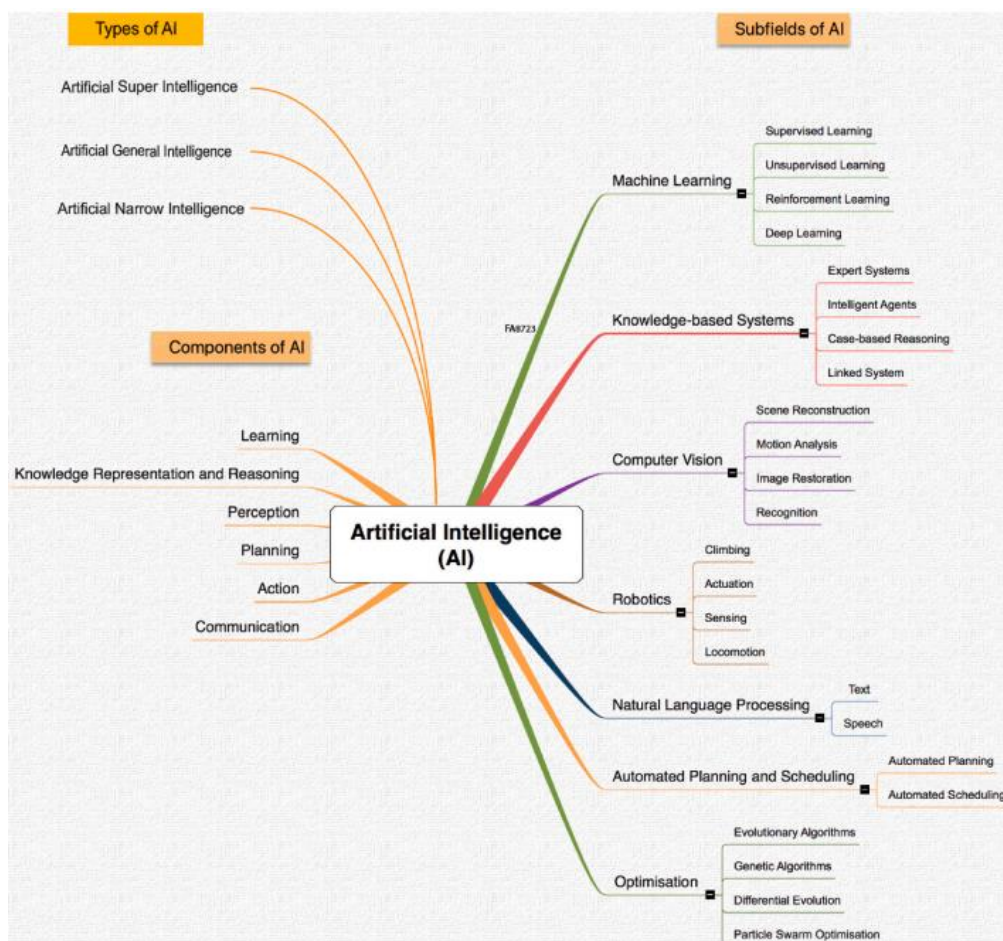 Types of AI
Artificial Super Intelligence
Artificial General Intelligence
Artificial Narrow Intelligence
Components of AI
Learning
Knowledge Representation and Reasoning
Perception
Planning
Action
Communication
Artificial Intelligence
(AI)
Subfields of AI
FA8723
Machine Learning
Supervised Learning
Unsupervised Learning
Reinforcement Learning
Deep Learning
Knowledge-based Systems
Expert Systems
Intelligent Agents
Case-based Reasoning
Linked System
Computer Vision
Scene Reconstruction
Motion Analysis
Image Restoration
Recognition
Robotics
Climbing
Actuation
Sensing
Locomotion
Natural Language Processing
Text
Speech
Automated Planning and Scheduling
Automated Planning
Automated Scheduling
Optimisation
Evolutionary Algorithms
Genetic Algorithms
Differential Evolution
Particle Swarm Optimisation